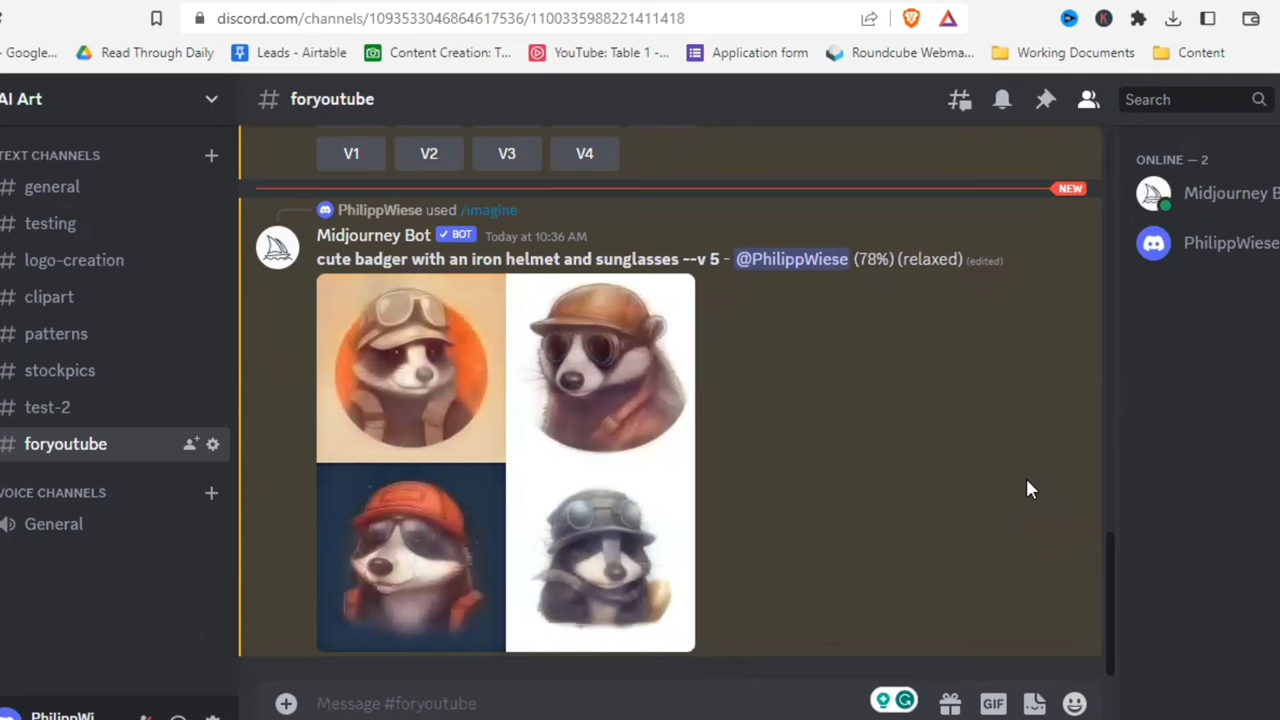 discord.com/channels/1093533046864617536/1100335988221411418
- Google...
Read Through Daily
Leads - Airtable
Content Creation: T...
YouTube: Table 1 -...
Application form
Roundcube Webma...
Working Documents
Content
AI Art
# foryoutube
Search
TEXT CHANNELS
# general
# testing
# logo-creation
# clipart
# patterns
# stockpics
# test-2
# foryoutube
VOICE CHANNELS
General
PhilippWi
V1 V2 V3 V4
NEW
PhilippWiese used /imagine
Midjourney Bot ✓ BOT Today at 10:36 AM
cute badger with an iron helmet and sunglasses --v 5 - @PhilippWiese (78%) (relaxed) (edited)
Message #foryoutube
GIF
ONLINE — 2
Midjourney B
PhilippWiese